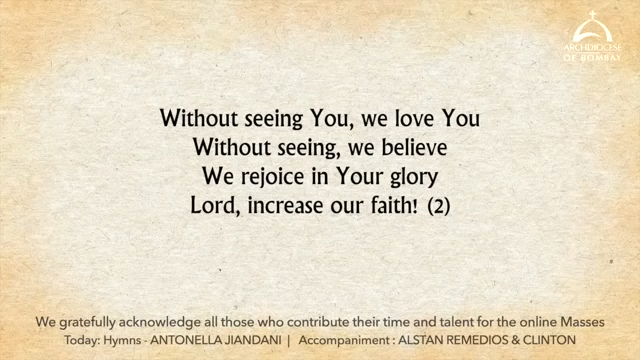 ARCHDIOCESE
OF BOMBAY
Without seeing You, we love You
Without seeing, we believe
We rejoice in Your glory
Lord, increase our faith! (2)
We gratefully acknowledge all those who contribute their time and talent for the online Masses
Today: Hymns - ANTONELLA JIANDANI | Accompaniment : ALSTAN REMEDIOS & CLINTON